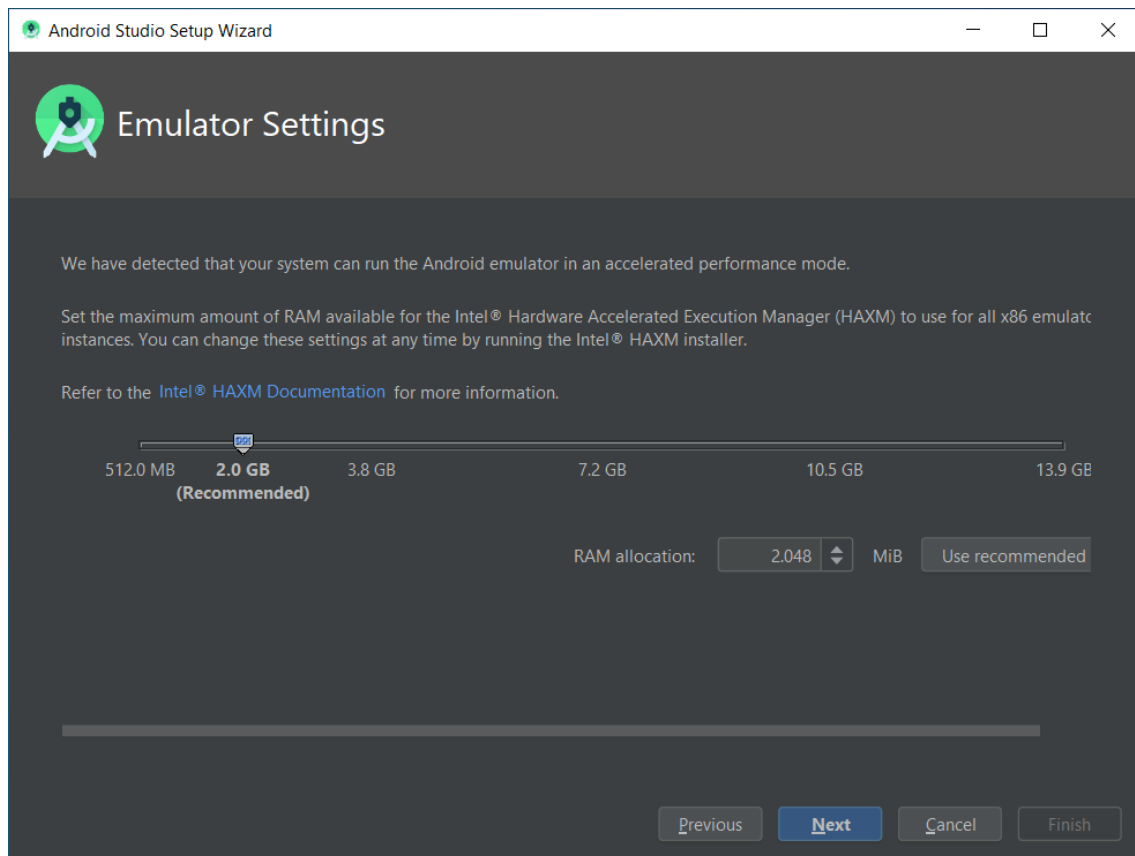 Android Studio Setup Wizard
Emulator Settings
We have detected that your system can run the Android emulator in an accelerated performance mode.
Set the maximum amount of RAM available for the Intel® Hardware Accelerated Execution Manager (HAXM) to use for all x86 emulatc
instances. You can change these settings at any time by running the Intel® HAXM installer.
Refer to the Intel® HAXM Documentation for more information.
512.0 MB 2.0 GB 3.8 GB 7.2 GB 10.5 GB 13.9 GB
(Recommended)
RAM allocation: 2.048 MiB Use recommended
Previous Next Cancel Finish